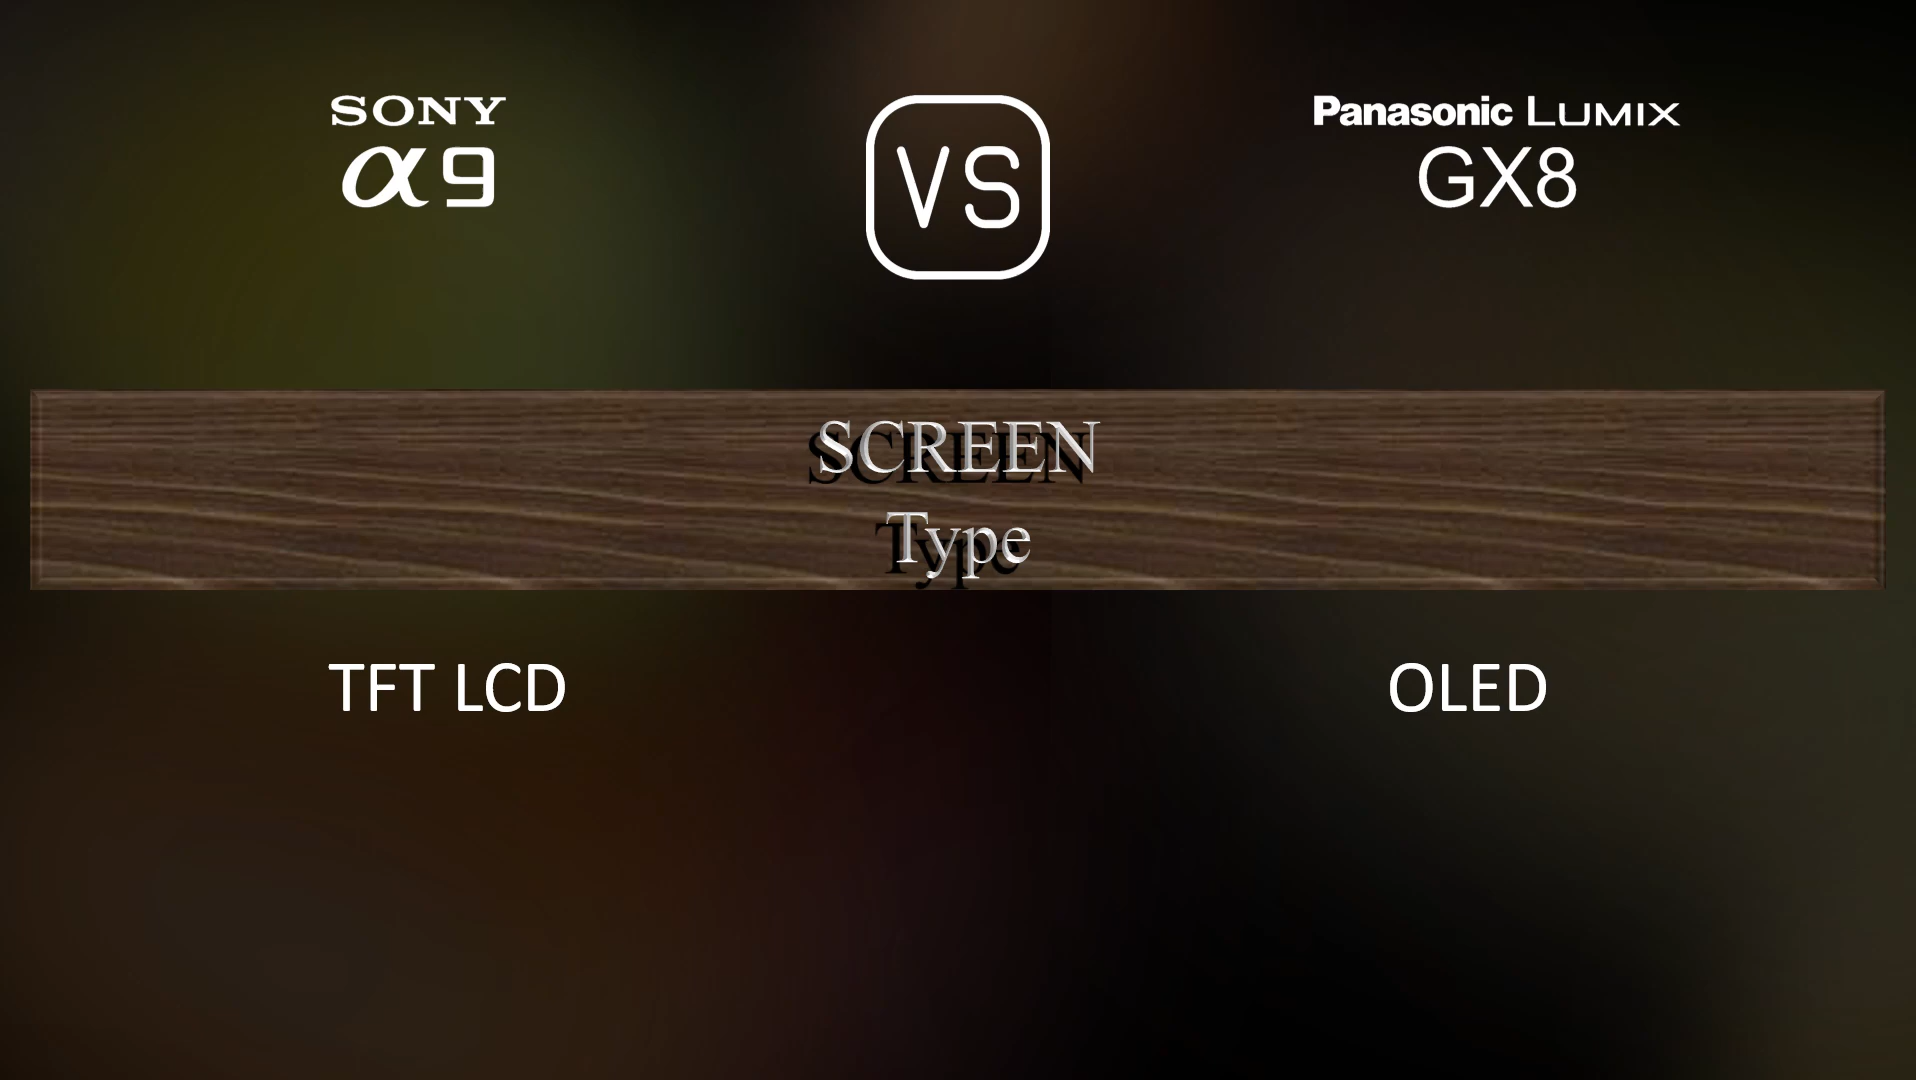 SONY
α9
VS
Panasonic LUMIX
GX8
SCREEN
Type
TFT LCD
OLED